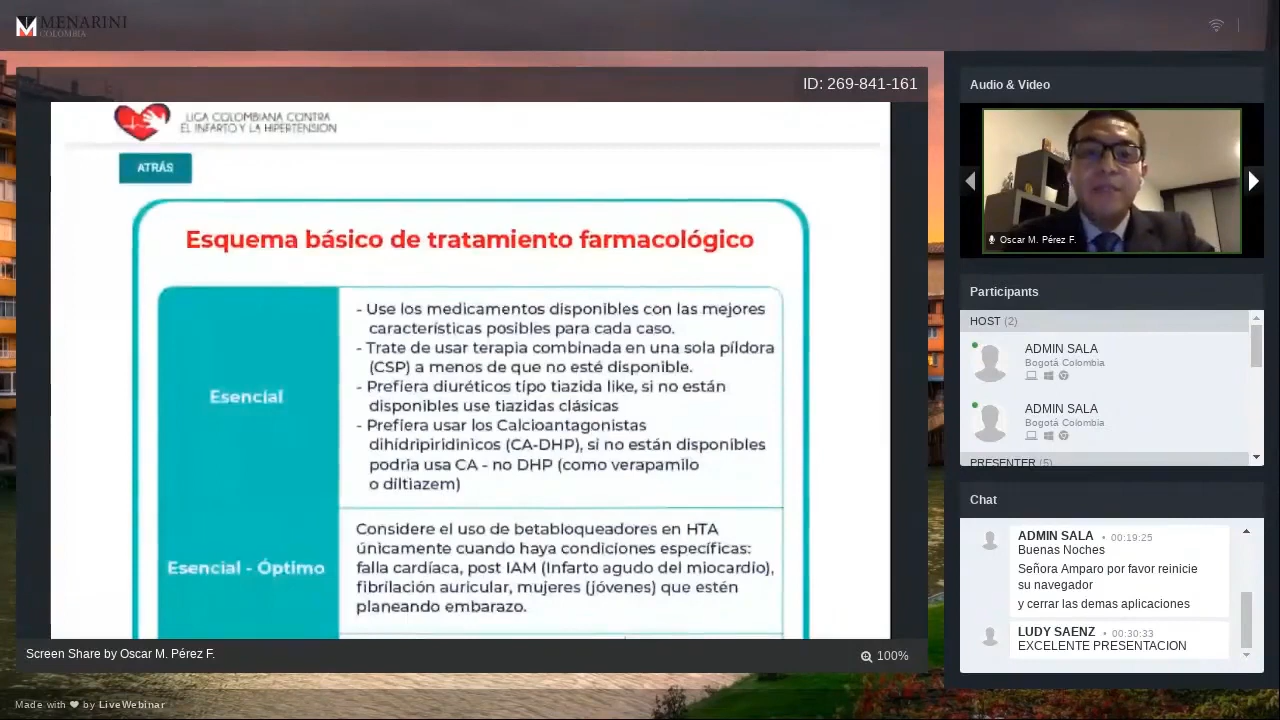 MENARINI
COLOMBIA
ID: 269-841-161
LIGA COLOMBIANA CONTRA
EL INFARTO Y LA HIPERTENSION
ATRÁS
Esquema básico de tratamiento farmacológico
Esencial
- Use los medicamentos disponibles con las mejores
características posibles para cada caso.
- Trate de usar terapia combinada en una sola píldora
(CSP) a menos de que no esté disponible.
- Prefiera diuréticos tipo tiazida like, si no están
disponibles use tiazidas clásicas
- Prefiera usar los Calcioantagonistas
dihidripiridinicos (CA-DHP), si no están disponibles
podria usa CA - no DHP (como verapamilo
o diltiazem)
Esencial - Óptimo
Considere el uso de betabloqueadores en HTA
únicamente cuando haya condiciones específicas:
falla cardíaca, post IAM (Infarto agudo del miocardio),
fibrilación auricular, mujeres (jóvenes) que estén
planeando embarazo.
Screen Share by Oscar M. Pérez F.
100%
Made with ❤ by LiveWebinar
Audio & Video
Oscar M. Pérez F.
Participants
HOST (2)
ADMIN SALA
Bogotá Colombia
ADMIN SALA
Bogotá Colombia
PRESENTER (5)
Chat
ADMIN SALA • 00:19:25
Buenas Noches
Señora Amparo por favor reinicie
su navegador
y cerrar las demas aplicaciones
LUDY SAENZ • 00:30:33
EXCELENTE PRESENTACION